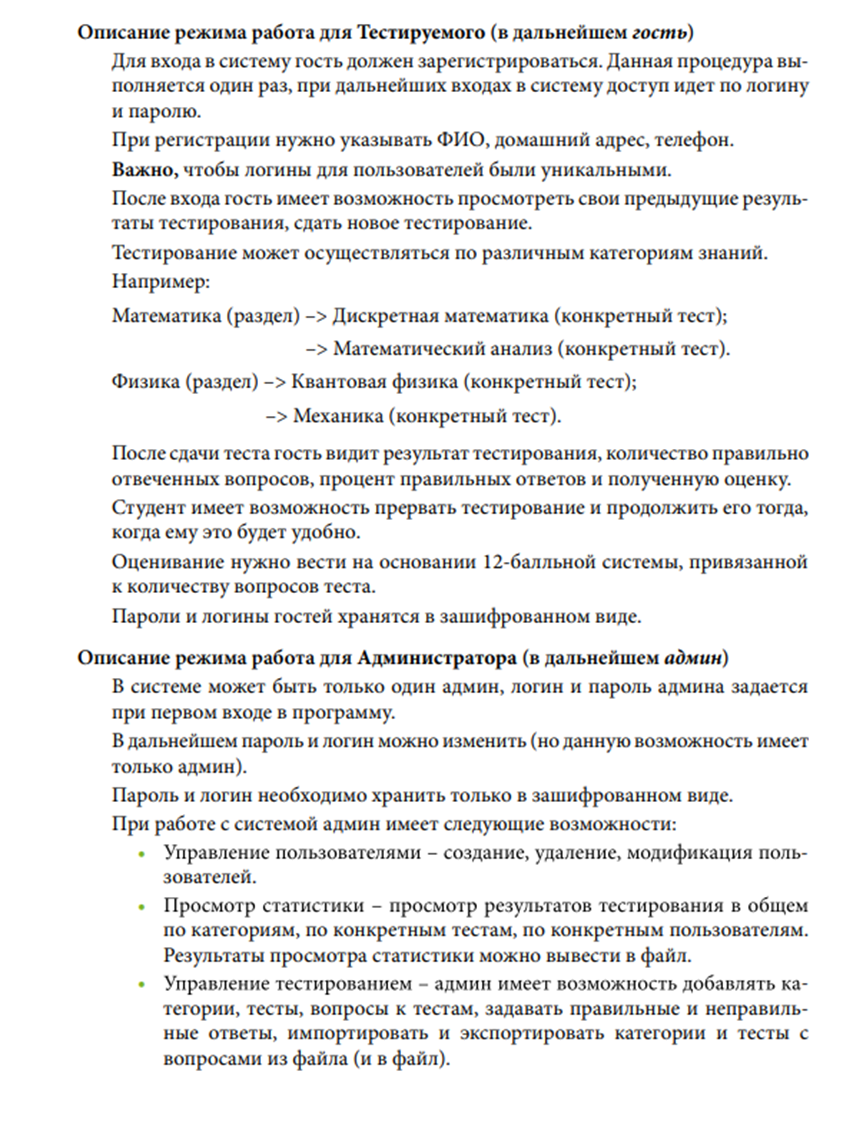 Описание режима работа для Тестируемого (в дальнейшем гость)
Для входа в систему гость должен зарегистрироваться. Данная процедура вы-
полняется один раз, при дальнейших входах в систему доступ идет по логину
и паролю.
При регистрации нужно указывать ФИО, домашний адрес, телефон.
Важно, чтобы логины для пользователей были уникальными.
После входа гость имеет возможность просмотреть свои предыдущие резуль-
таты тестирования, сдать новое тестирование.
Тестирование может осуществляться по различным категориям знаний.
Например:
Математика (раздел) –> Дискретная математика (конкретный тест);
–> Математический анализ (конкретный тест).
Физика (раздел) –> Квантовая физика (конкретный тест);
–> Механика (конкретный тест).
После сдачи теста гость видит результат тестирования, количество правильно
отвеченных вопросов, процент правильных ответов и полученную оценку.
Студент имеет возможность прервать тестирование и продолжить его тогда,
когда ему это будет удобно.
Оценивание нужно вести на основании 12-балльной системы, привязанной
к количеству вопросов теста.
Пароли и логины гостей хранятся в зашифрованном виде.
Описание режима работа для Администратора (в дальнейшем админ)
В системе может быть только один админ, логин и пароль админа задается
при первом входе в программу.
В дальнейшем пароль и логин можно изменить (но данную возможность имеет
только админ).
Пароль и логин необходимо хранить только в зашифрованном виде.
При работе с системой админ имеет следующие возможности:
• Управление пользователями – создание, удаление, модификация поль-
зователей.
• Просмотр статистики – просмотр результатов тестирования в общем
по категориям, по конкретным тестам, по конкретным пользователям.
Результаты просмотра статистики можно вывести в файл.
• Управление тестированием – админ имеет возможность добавлять ка-
тегории, тесты, вопросы к тестам, задавать правильные и неправиль-
ные ответы, импортировать и экспортировать категории и тесты с
вопросами из файла (и в файл).